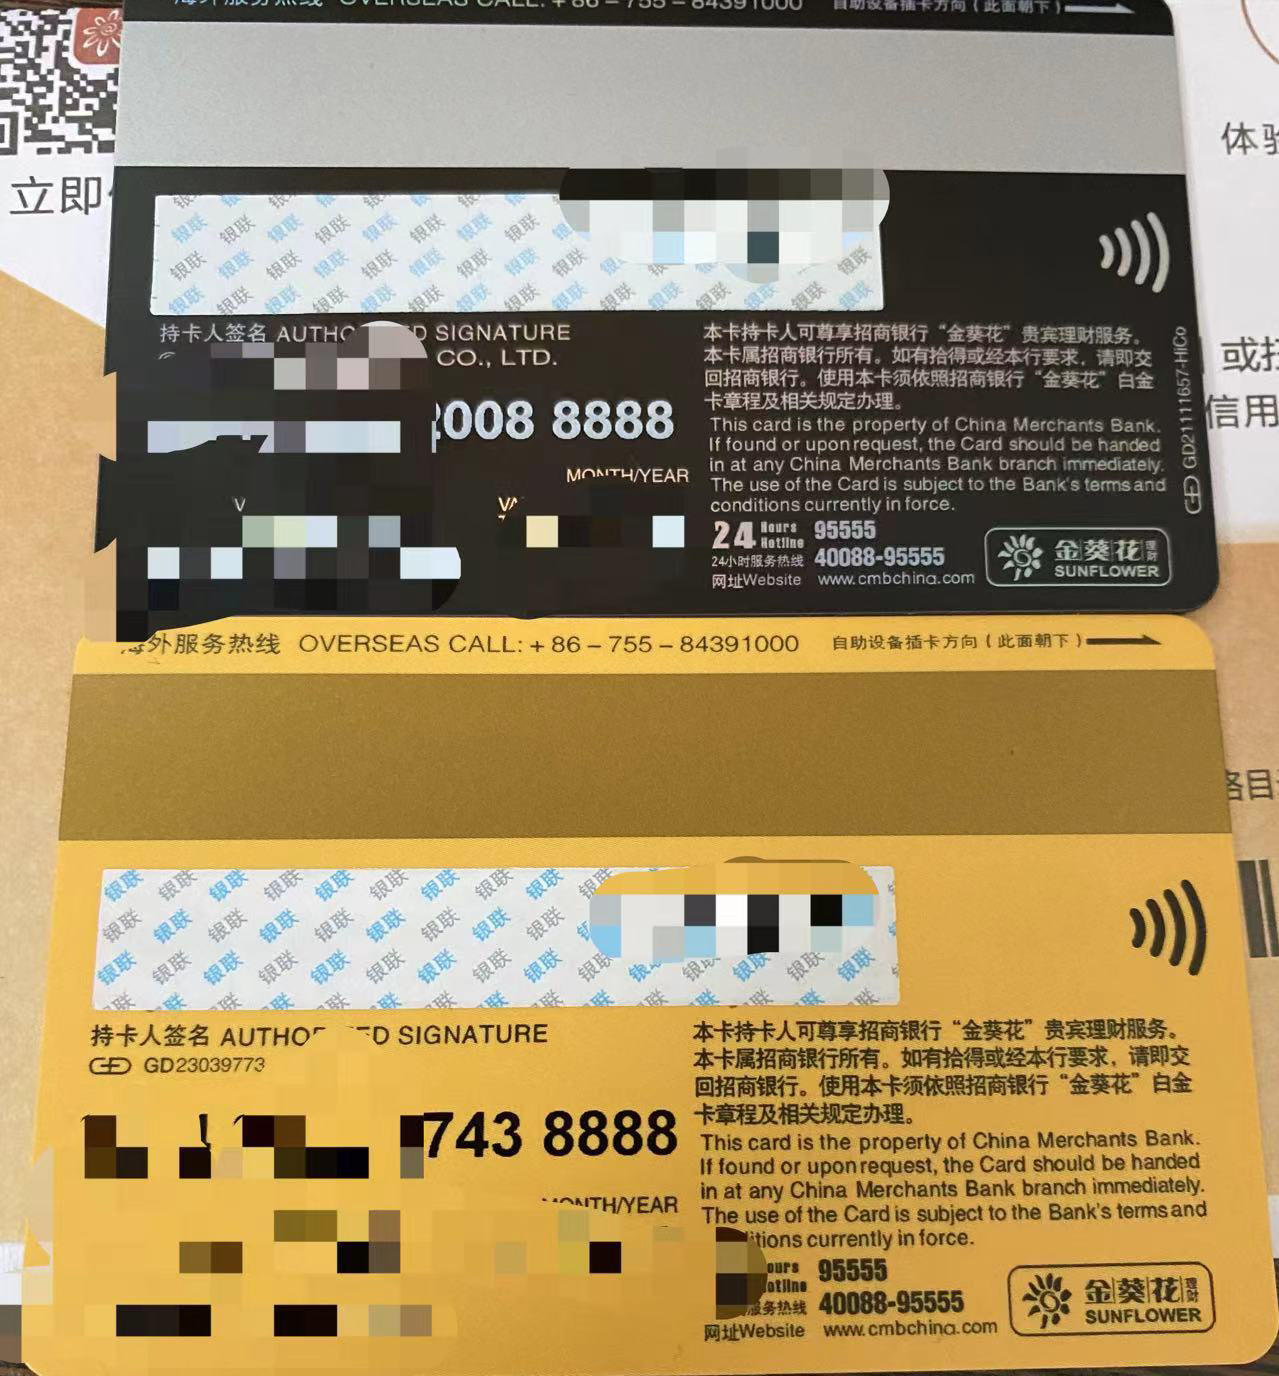 海外服务热线 OVERSEAS CALL: + 86 – 755 – 84391000 自助设备插卡方向（此面朝下）
立即
体验
持卡人签名 AUTHO D SIGNATURE
CO., LTD.
008 8888
MONTH/YEAR
本卡持卡人可尊享招商银行“金葵花”贵宾理财服务。
本卡属招商银行所有。如有拾得或经本行要求，请即交
回招商银行。使用本卡须依照招商银行“金葵花”白金
卡章程及相关规定办理。
This card is the property of China Merchants Bank.
If found or upon request, the Card should be handed
in at any China Merchants Bank branch immediately.
The use of the Card is subject to the Bank's terms and
conditions currently in force.
24 Hours Hotline 95555
24小时服务热线 40088-95555
网址Website www.cmbchina.com
金葵花 理财
SUNFLOWER
GD21111657-HiCo
或扫
信用
海外服务热线 OVERSEAS CALL: + 86 – 755 – 84391000 自助设备插卡方向（此面朝下）
银联
持卡人签名 AUTHO ED SIGNATURE
GD23039773
743 8888
MONTH/YEAR
本卡持卡人可尊享招商银行“金葵花”贵宾理财服务。
本卡属招商银行所有。如有拾得或经本行要求，请即交
回招商银行。使用本卡须依照招商银行“金葵花”白金
卡章程及相关规定办理。
This card is the property of China Merchants Bank.
If found or upon request, the Card should be handed
in at any China Merchants Bank branch immediately.
The use of the Card is subject to the Bank's terms and
itions currently in force.
ours otline 95555
服务热线 40088-95555
网址Website www.cmbchina.com
金葵花 理财
SUNFLOWER